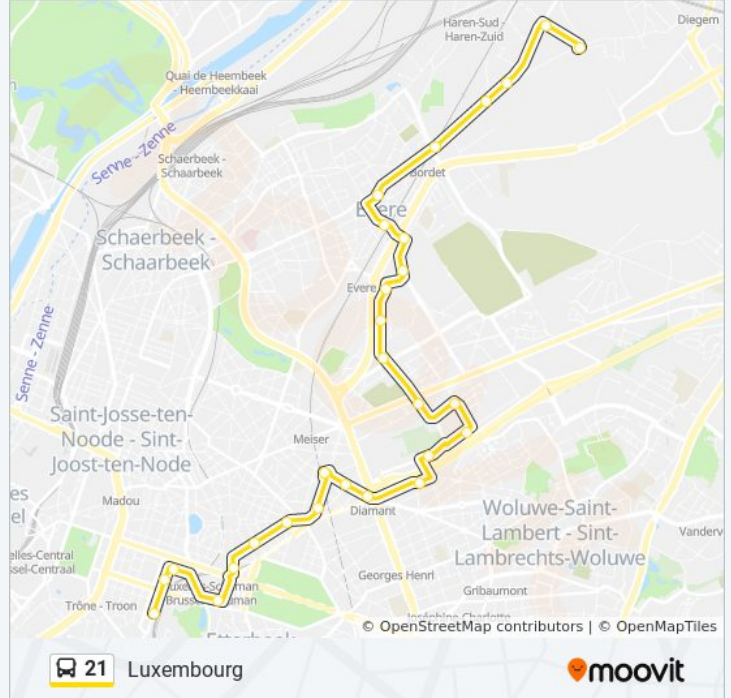 Haren-Sud -
Haren-Zuid
Diegem
Quai de Heembeek
- Heembeekkaai
Senne - Zenne
Schaerbeek -
Schaarbeek
Bordet
Evere
Schaerbeek -
Schaarbeek
Evere
Senne - Zenne
Saint-Josse-ten-
Noode - Sint-
Joost-ten-Node
Meiser
Madou
Diamant
Woluwe-Saint-
Lambert - Sint-
Lambrechts-Woluwe
Georges Henri
Gribaumont
Trône - Troon
© OpenStreetMap contributors | © OpenMapTiles
21 Luxembourg
moovit